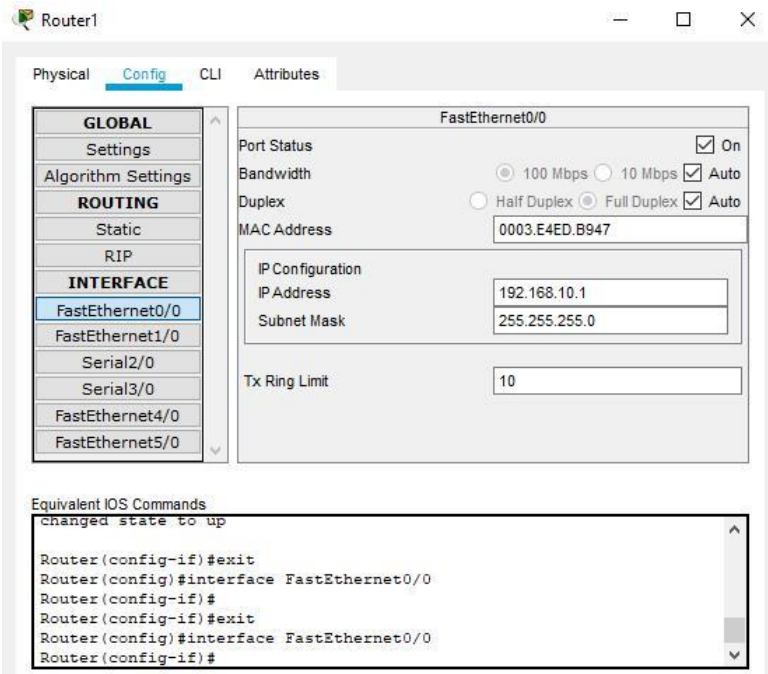 Router1
Physical Config CLI Attributes
GLOBAL
Settings
Algorithm Settings
ROUTING
Static
RIP
INTERFACE
FastEthernet0/0
FastEthernet1/0
Serial2/0
Serial3/0
FastEthernet4/0
FastEthernet5/0
FastEthernet0/0
Port Status On
Bandwidth 100 Mbps 10 Mbps Auto
Duplex Half Duplex Full Duplex Auto
MAC Address 0003.E4ED.B947
IP Configuration
IP Address 192.168.10.1
Subnet Mask 255.255.255.0
Tx Ring Limit 10
Equivalent IOS Commands
changed state to up
Router(config-if)#exit
Router(config)#interface FastEthernet0/0
Router(config-if)#
Router(config-if)#exit
Router(config)#interface FastEthernet0/0
Router(config-if)#